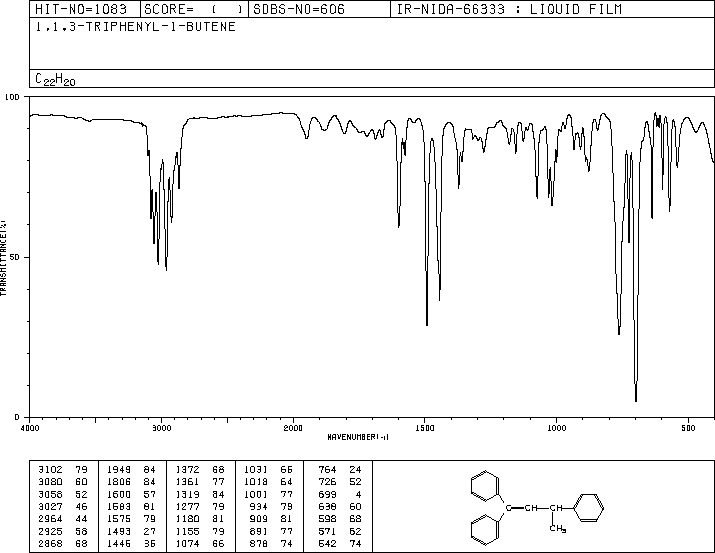 HIT-NO=1083 SCORE= ( ) SDBS-NO=606 IR-NIDA-66333 : LIQUID FILM
1,1,3-TRIPHENYL-1-BUTENE
C22H20
100
TRANSMITTANCE(%)
50
0
4000 3000 2000 1500 1000 500
WAVENUMBER(-1)
3102 79 1949 84 1372 68 1031 66 764 24
3080 60 1806 84 1361 77 1018 64 726 52
3058 52 1600 57 1319 84 1001 77 699 4
3027 46 1583 81 1277 79 934 79 638 60
2964 44 1575 79 1180 81 909 81 598 68
2925 58 1493 27 1155 79 891 77 571 62
2868 68 1446 36 1074 66 878 74 542 74
C CH CH
CH3